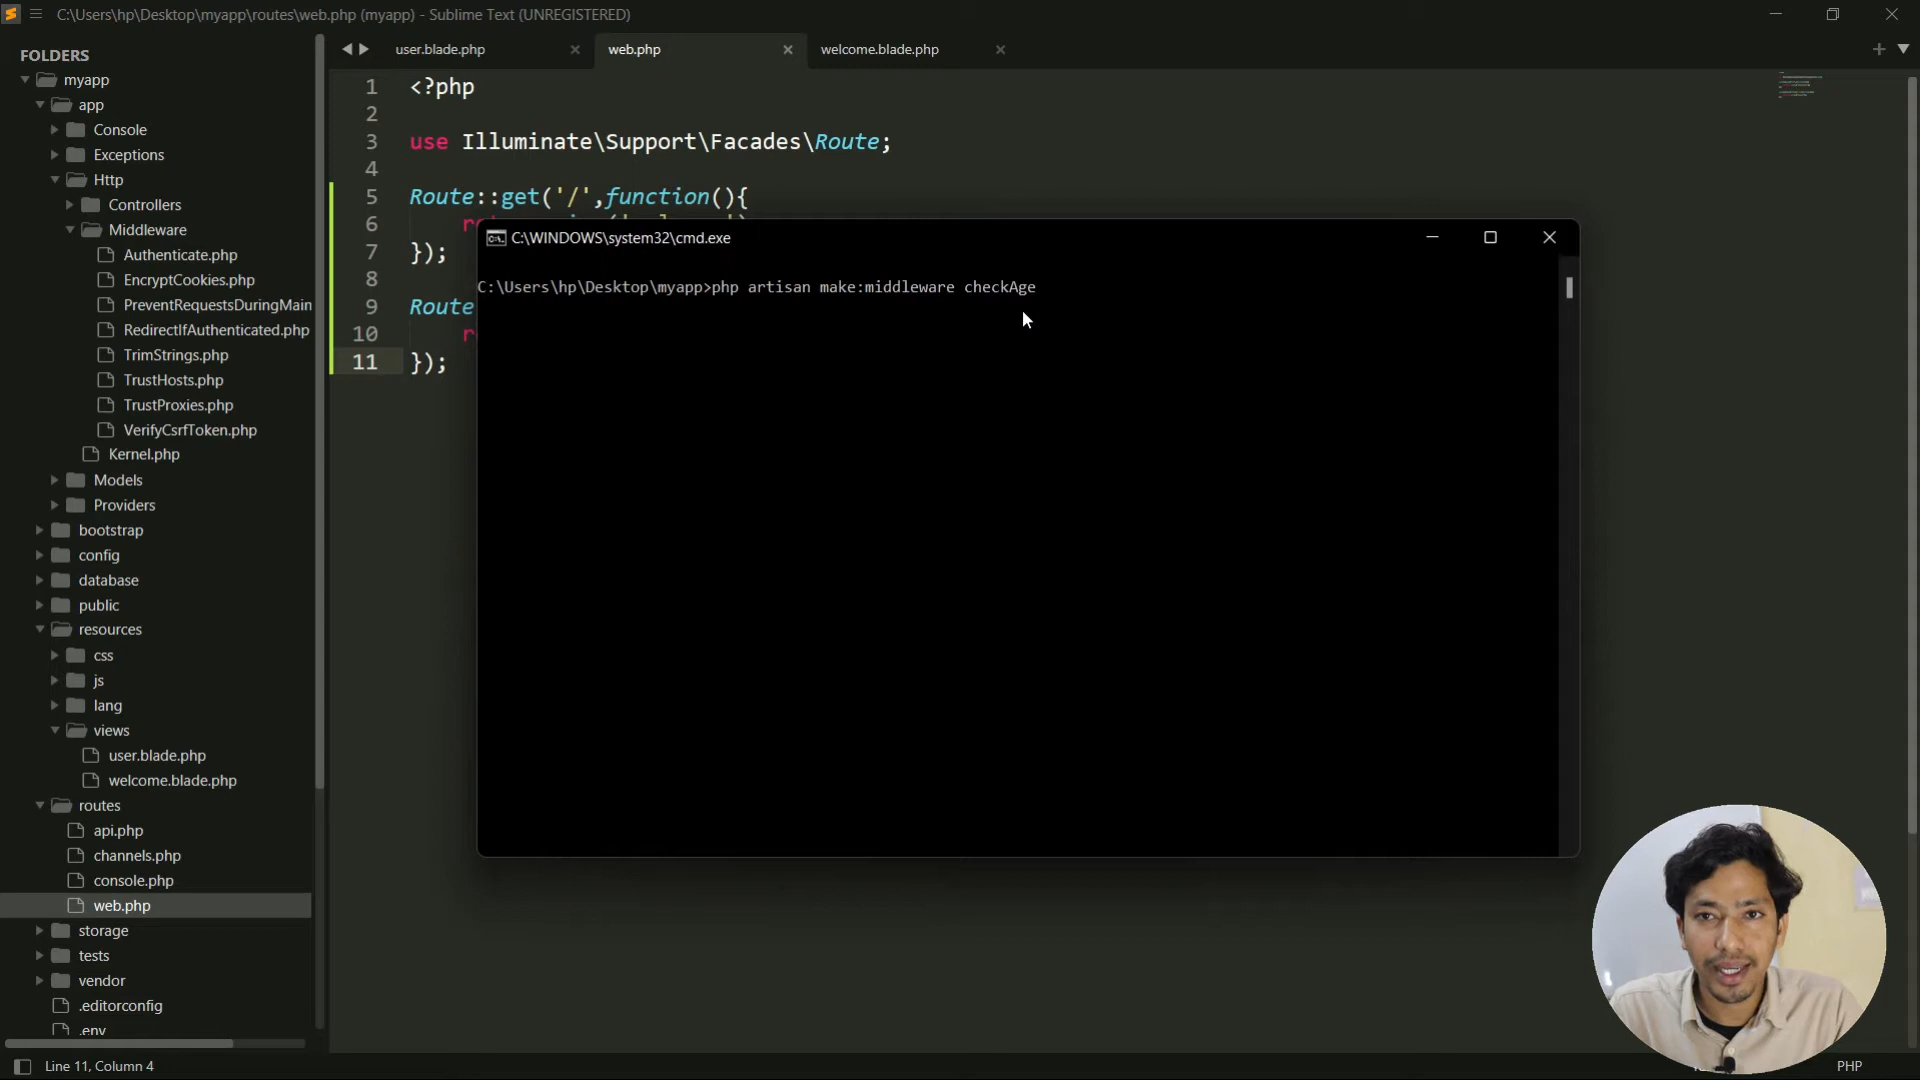 C:\Users\hp\Desktop\myapp\routes\web.php (myapp) - Sublime Text (UNREGISTERED)
FOLDERS
myapp
app
Console
Exceptions
Http
Controllers
Middleware
Authenticate.php
EncryptCookies.php
PreventRequestsDuringMain
RedirectIfAuthenticated.php
TrimStrings.php
TrustHosts.php
TrustProxies.php
VerifyCsrfToken.php
Kernel.php
Models
Providers
bootstrap
config
database
public
resources
css
js
lang
views
user.blade.php
welcome.blade.php
routes
api.php
channels.php
console.php
web.php
storage
tests
vendor
.editorconfig
.env
user.blade.php
web.php
welcome.blade.php
1 <?php
2
3 use Illuminate\Support\Facades\Route;
4
5 Route::get('/',function(){
6
7 });
8
9 Route
10 re
11 });
C:\WINDOWS\system32\cmd.exe
C:\Users\hp\Desktop\myapp>php artisan make:middleware checkAge
Line 11, Column 4
PHP